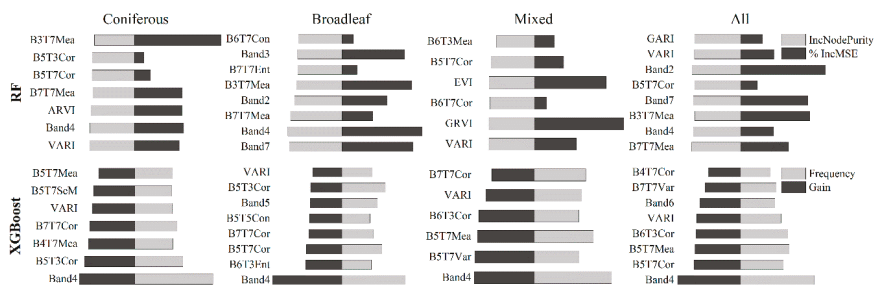 Coniferous
Broadleaf
Mixed
All
RF
B3T7Mea
B5T3Cor
B5T7Cor
B7T7Mea
ARVI
Band4
VARI
B6T7Con
Band3
B7T7Ent
B3T7Mea
Band2
B7T7Mea
Band4
Band7
B6T3Mea
B5T7Cor
EVI
B6T7Cor
GRVI
VARI
GARI
VARI
Band2
B5T7Cor
Band7
B3T7Mea
Band4
B7T7Mea
IncNodePurity
% IncMSE
XGBoost
B5T7Mea
B5T7SeM
VARI
B7T7Cor
B4T7Mea
B5T3Cor
Band4
VARI
B5T3Cor
Band5
B5T5Con
B7T7Cor
B5T7Cor
B6T3Ent
Band4
B7T7Cor
VARI
B6T3Cor
B5T7Mea
B5T7Var
Band4
B4T7Cor
B7T7Var
Band6
VARI
B6T3Cor
B5T7Mea
B5T7Cor
Band4
Frequency
Gain